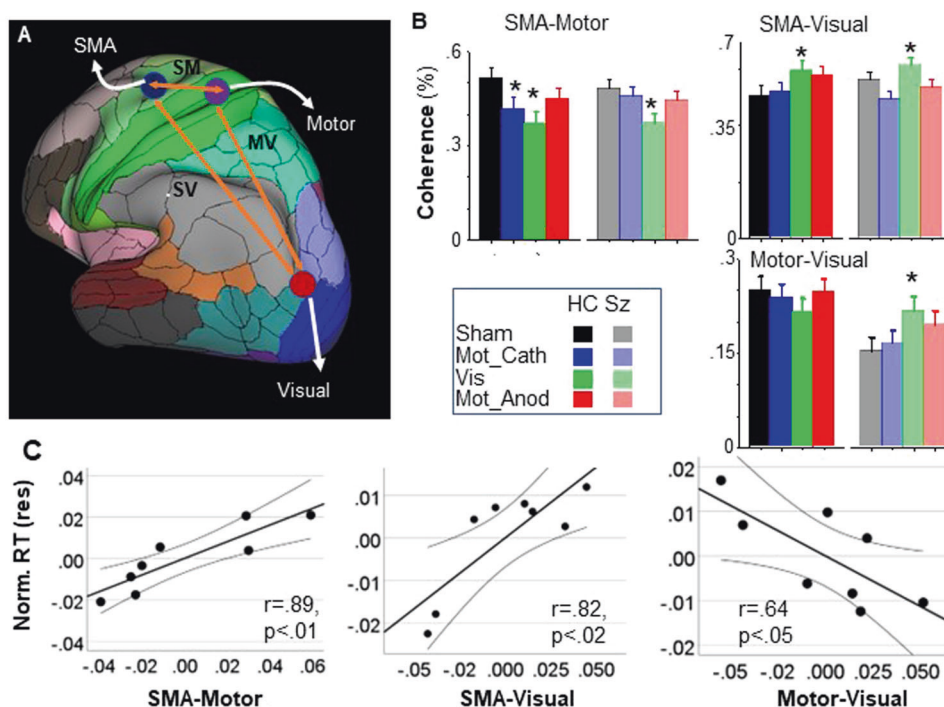 A
SMA
SM
Motor
MV
SV
Visual
B
SMA-Motor
SMA-Visual
Coherence (%)
.6
.3
0
* * *
.7
.35
0
* *
Motor-Visual
.15
0
*
HC Sz
Sham
Mot_Cath
Vis
Mot_Anod
C
Norm. RT (res)
.04
.02
.00
-.02
-.04
r=.89,
p<.01
-.04 -.02 .00 .02 .04 .06
SMA-Motor
.010
.000
-.01
-.02
r=.82,
p<.02
-.05 -.02 .000 .025 .050
SMA-Visual
.02
.01
.00
-.01
-.02
r=.64
p<.05
-.05 -.02 .000 .025 .050
Motor-Visual